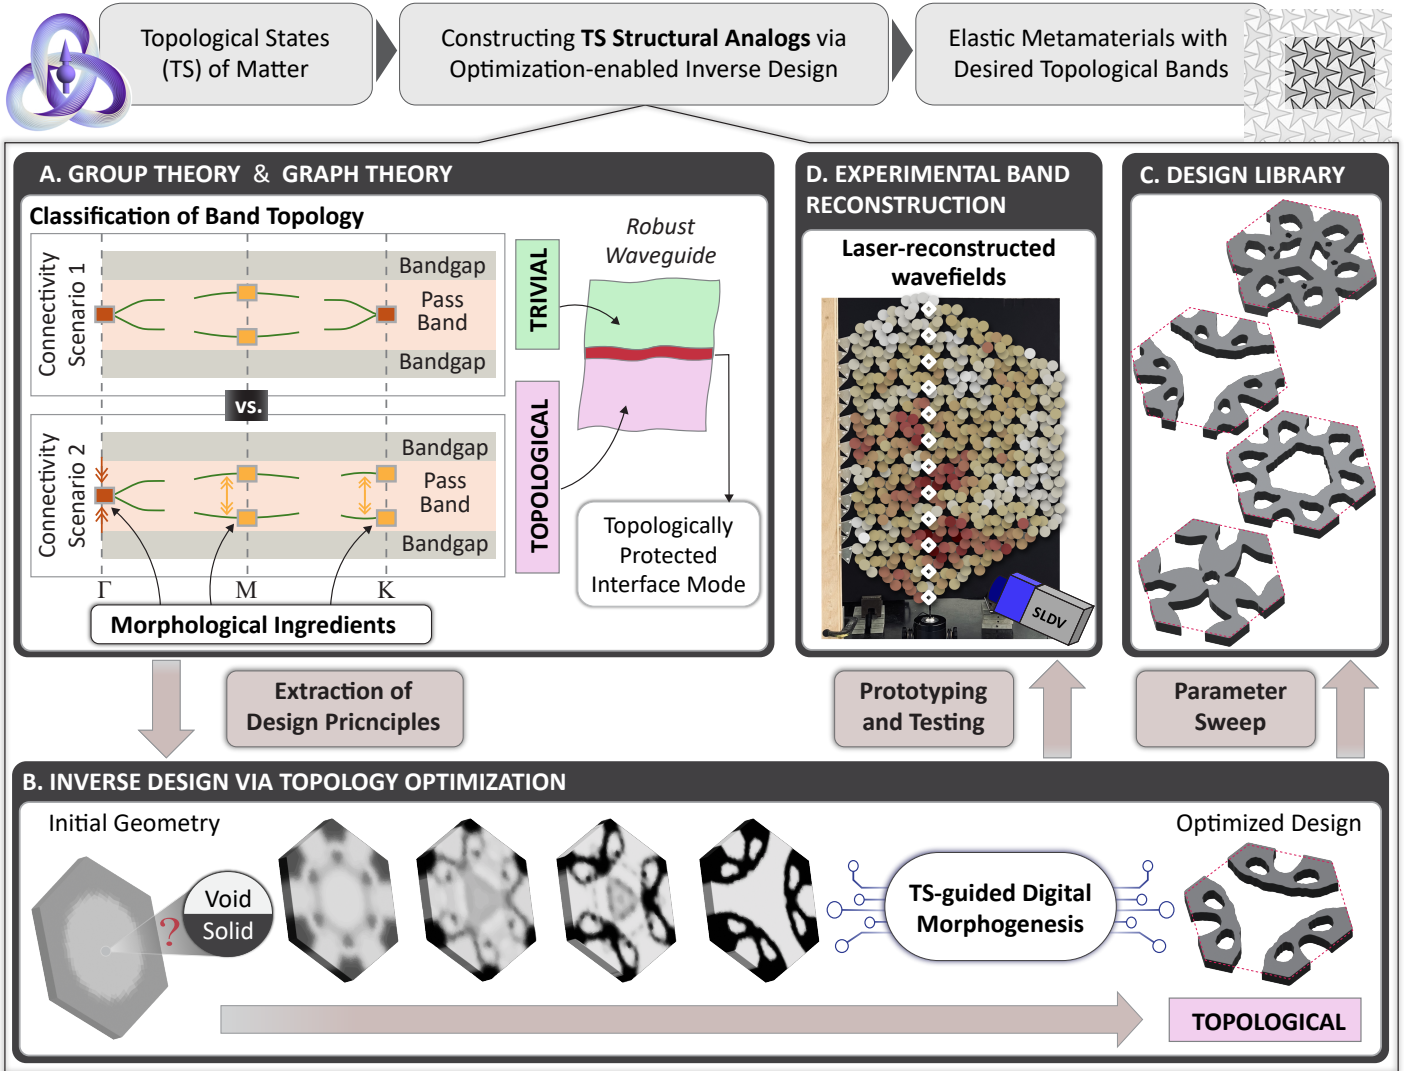 Topological States
(TS) of Matter
Constructing TS Structural Analogs via
Optimization-enabled Inverse Design
Elastic Metamaterials with
Desired Topological Bands
A. GROUP THEORY & GRAPH THEORY
Classification of Band Topology
Connectivity
Scenario 1
Bandgap
Pass
Band
Bandgap
vs.
Connectivity
Scenario 2
Bandgap
Pass
Band
Bandgap
Γ
M
K
Morphological Ingredients
TRIVIAL
TOPOLOGICAL
Robust
Waveguide
Topologically
Protected
Interface Mode
D. EXPERIMENTAL BAND
RECONSTRUCTION
Laser-reconstructed
wavefields
SLDV
C. DESIGN LIBRARY
Extraction of
Design Pricnciples
Prototyping
and Testing
Parameter
Sweep
B. INVERSE DESIGN VIA TOPOLOGY OPTIMIZATION
Initial Geometry
?
Void
Solid
TS-guided Digital
Morphogenesis
Optimized Design
TOPOLOGICAL